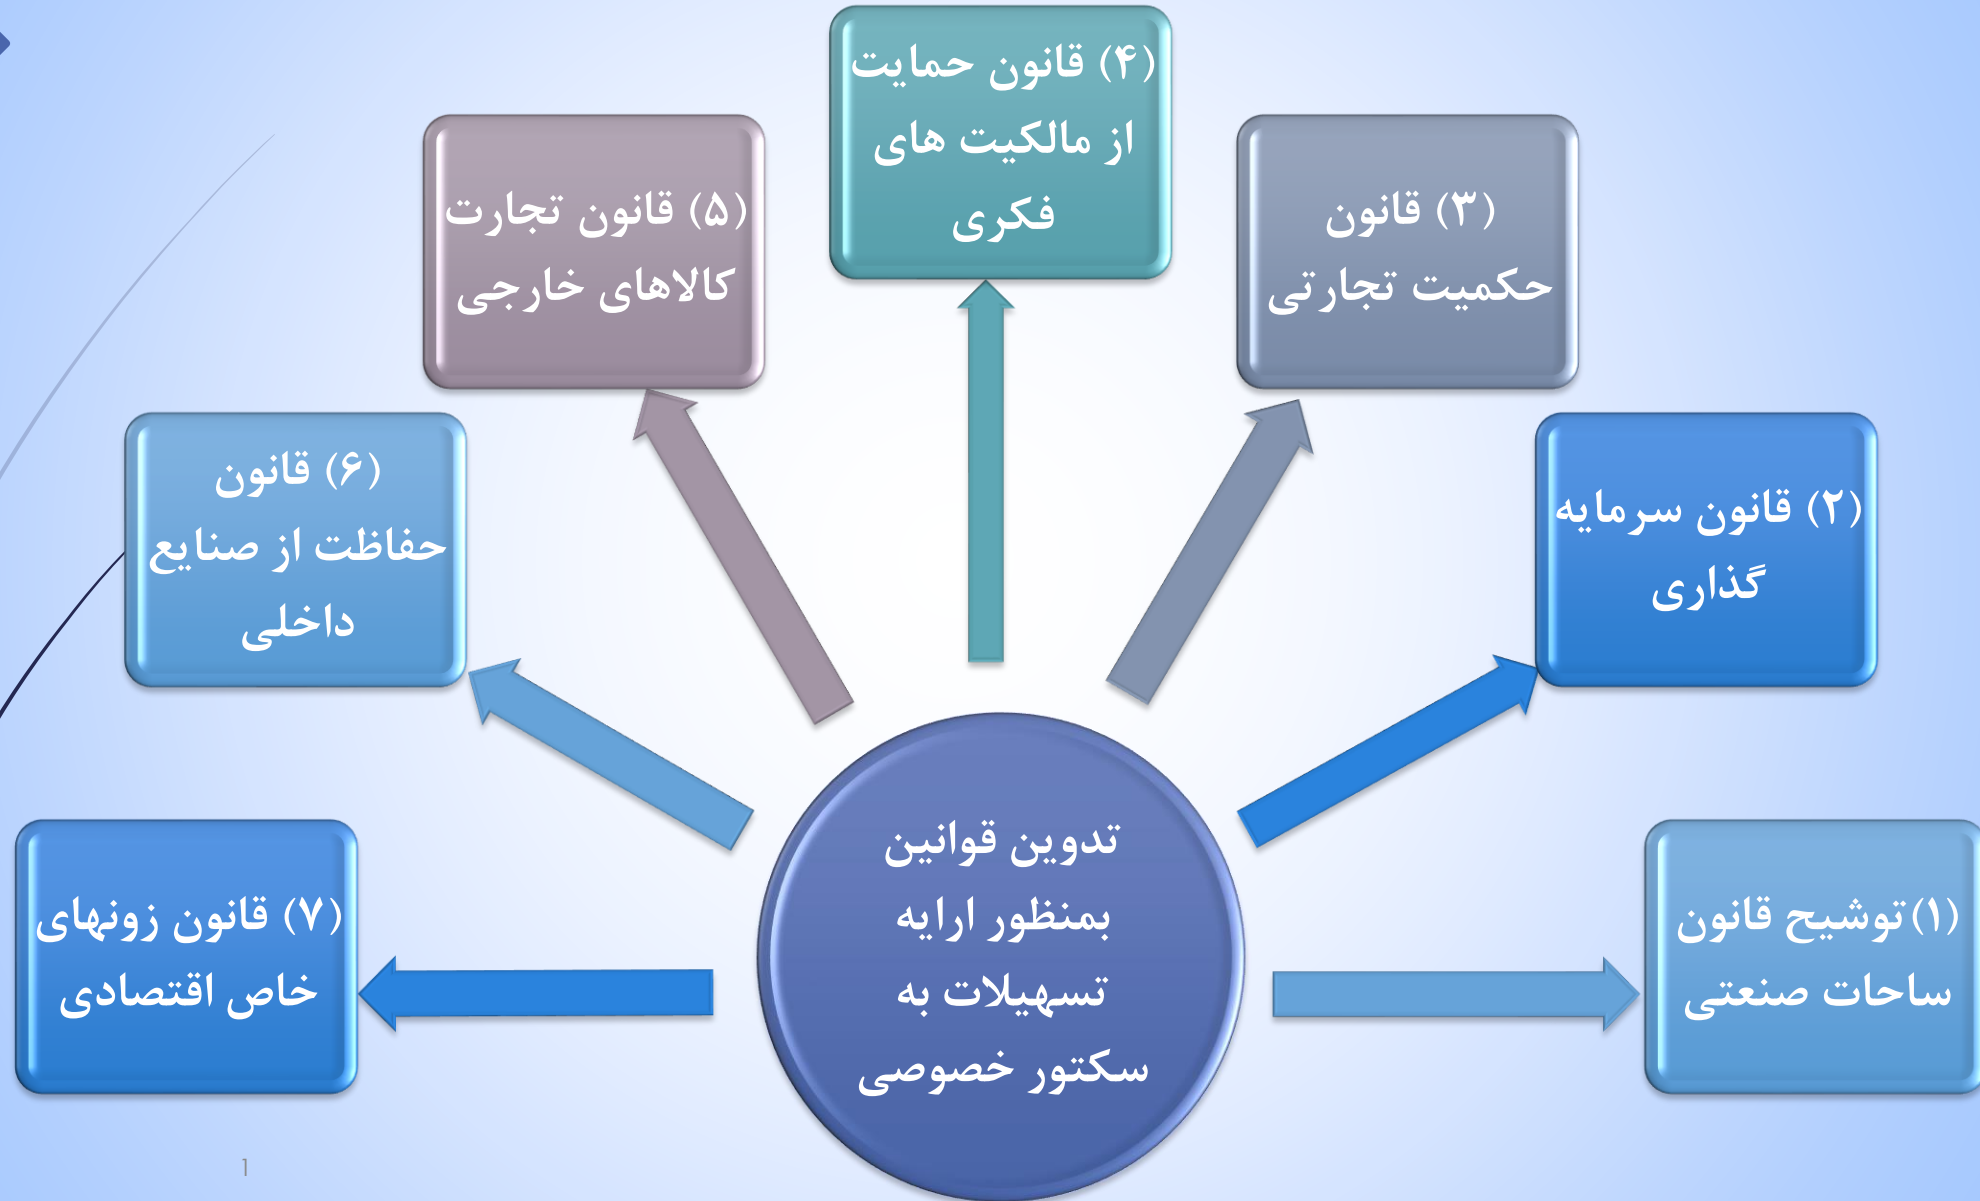 (۴) قانون حمایت
از مالکیت های
فکری
(۳) قانون
حکمیت تجارتی
(۵) قانون تجارت
کالاهای خارجی
(۲) قانون سرمایه
گذاری
(۶) قانون
حفاظت از صنایع
داخلی
(۱)توشیح قانون
ساحات صنعتی
(۷) قانون زونهای
خاص اقتصادی
تدوین قوانین
بمنظور ارایه
تسهیلات به
سکتور خصوصی
1